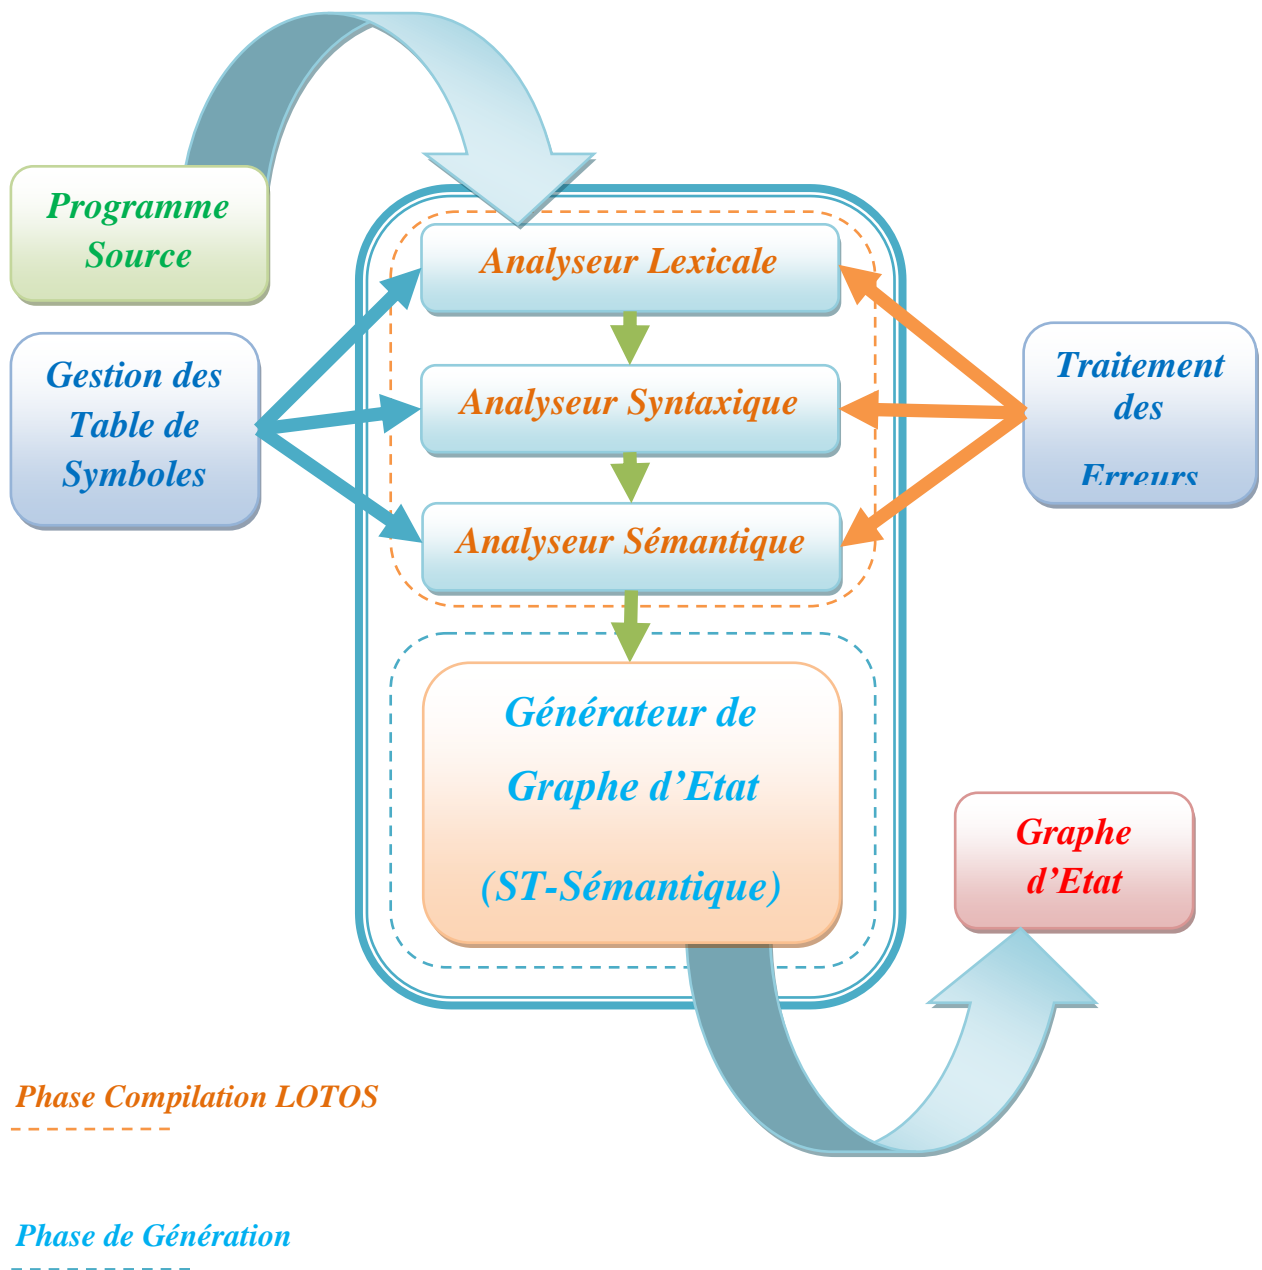 Programme
Source
Gestion des
Table de
Symboles
Analyseur Lexicale
Analyseur Syntaxique
Analyseur Sémantique
Traitement
des
Erreurs
Générateur de
Graphe d’Etat
(ST-Sémantique)
Graphe
d’Etat
Phase Compilation LOTOS
Phase de Génération